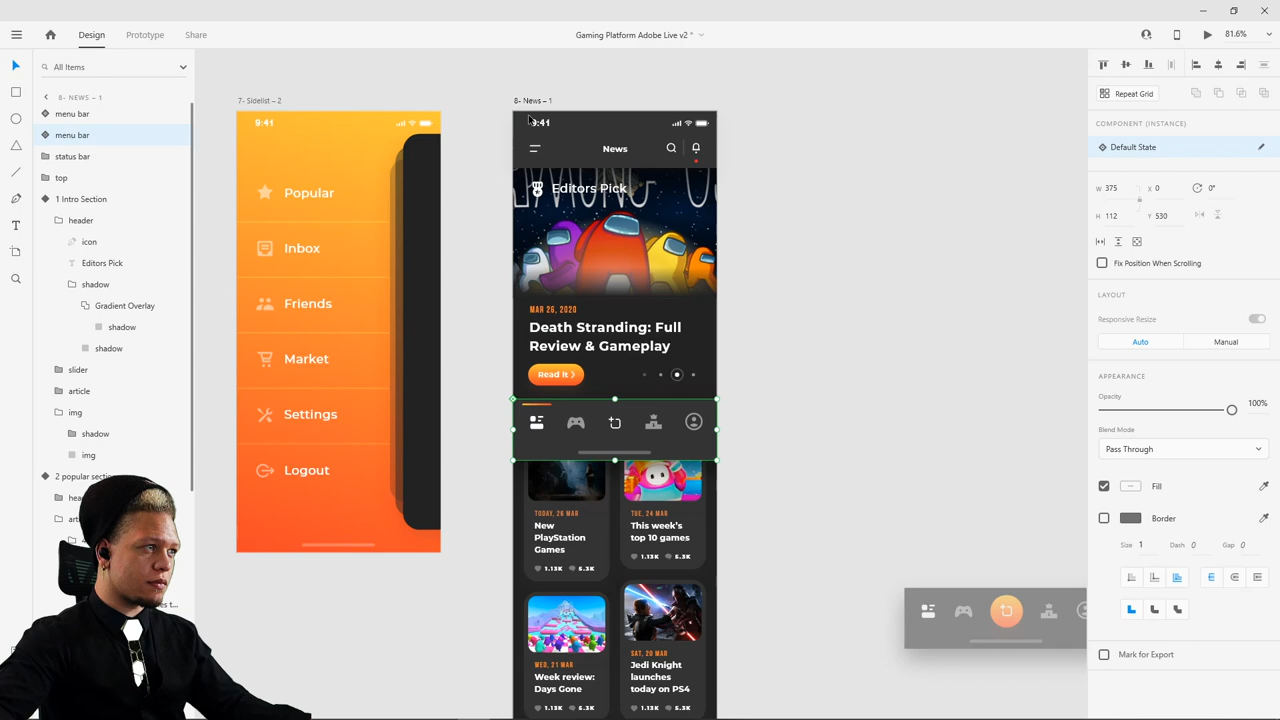 Design
Prototype
Share
Gaming Platform Adobe Live v2 *
81.6%
All Items
8- NEWS – 1
menu bar
menu bar
status bar
top
1 Intro Section
header
icon
Editors Pick
shadow
Gradient Overlay
shadow
shadow
slider
article
img
shadow
img
7- Sidelist – 2
9:41
Popular
Inbox
Friends
Market
Settings
Logout
8- News – 1
9:41
News
Editors Pick
MAR 26, 2020
Death Stranding: Full
Review & Gameplay
Read it
TODAY, 26 MAR
New
PlayStation
Games
1.13K
5.3K
TUE, 24 MAR
This week's
top 10 games
1.13K
5.3K
WED, 21 MAR
Week review:
Days Gone
1.13K
5.3K
SAT, 20 MAR
Jedi Knight
launches
today on PS4
1.13K
5.3K
Repeat Grid
COMPONENT (INSTANCE)
Default State
W 375
X 0
0°
H 112
Y 530
Fix Position When Scrolling
LAYOUT
Responsive Resize
Auto
Manual
APPEARANCE
Opacity
100%
Blend Mode
Pass Through
Fill
Border
Size 1
Dash 0
Gap 0
Mark for Export